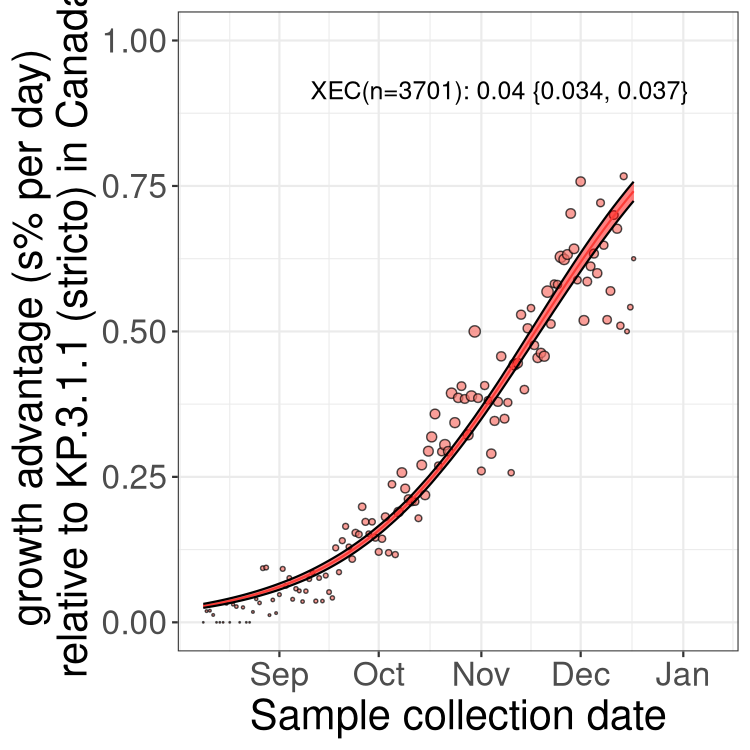 growth advantage (s% per day)
relative to KP.3.1.1 (stricto) in Canada
1.00
XEC(n=3701): 0.04 {0.034, 0.037}
0.75
0.50
0.25
0.00
Sep Oct Nov Dec Jan
Sample collection date